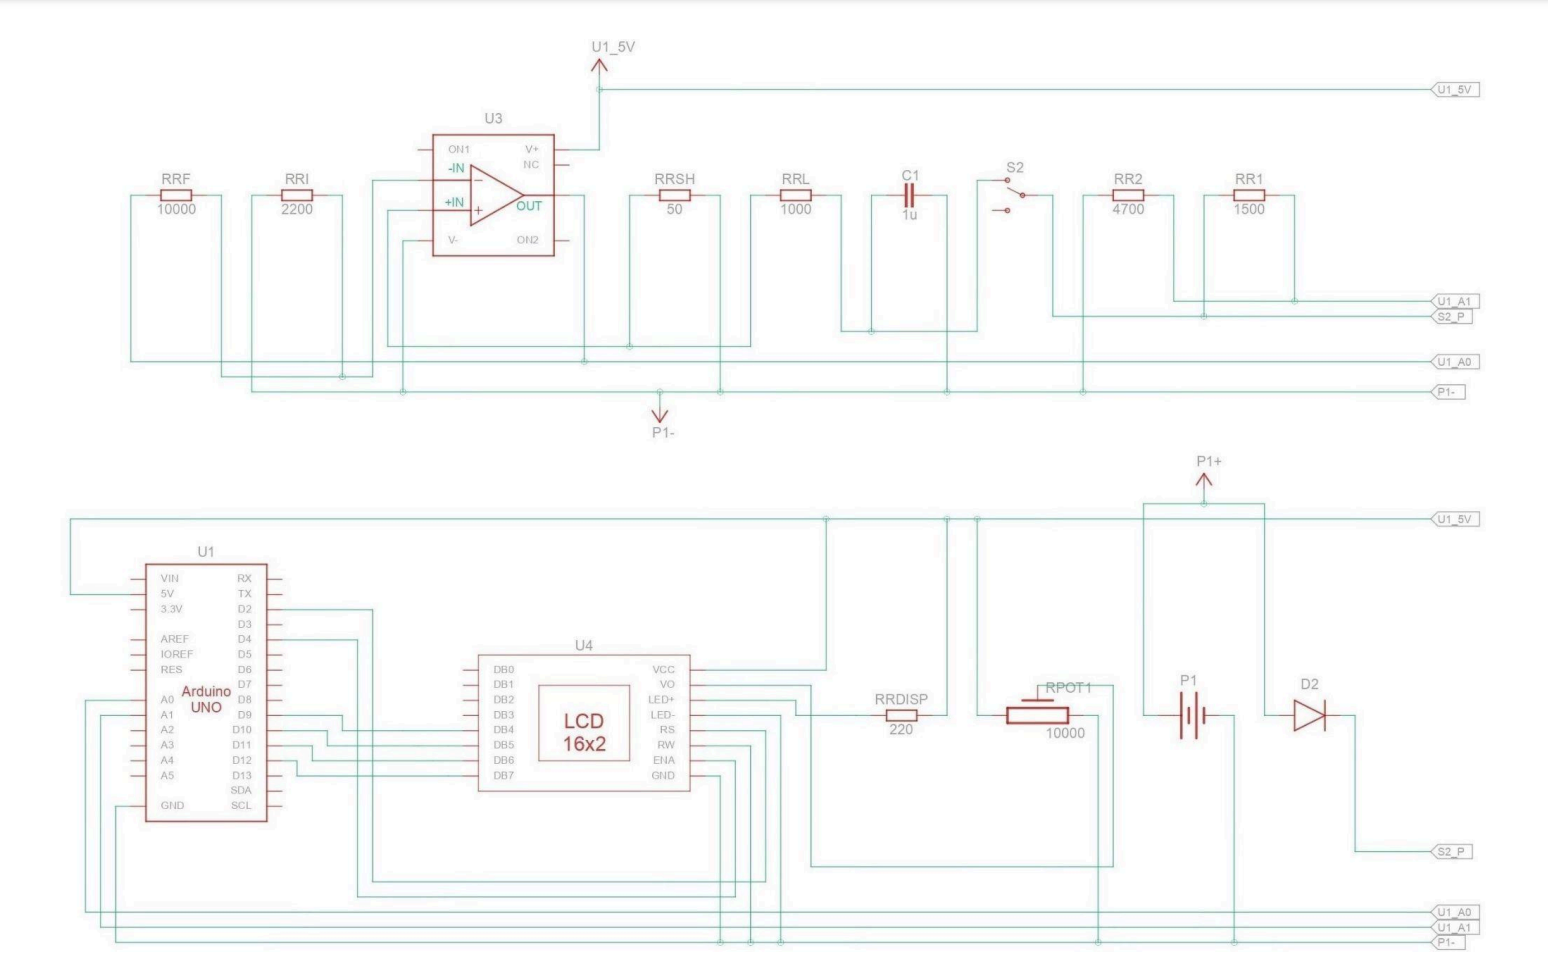 U1_5V
U1_5V
U3
ON1 V+
NC
-IN
+IN
OUT
V- ON2
RRF
10000
RRI
2200
RRSH
50
RRL
1000
C1
1u
S2
RR2
4700
RR1
1500
U1_A1
S2_P
U1_A0
P1-
P1-
P1+
U1_5V
U1
VIN RX
5V TX
3.3V D2
D3
AREF D4
IOREF D5
RES D6
D7
Arduino
UNO
A0 D8
A1 D9
A2 D10
A3 D11
A4 D12
A5 D13
SDA
GND SCL
U4
DB0 VCC
DB1 VO
DB2 LED+
DB3 LED-
DB4 RS
DB5 RW
DB6 ENA
DB7 GND
LCD
16x2
RRDISP
220
RPOT1
10000
P1
D2
S2_P
U1_A0
U1_A1
P1-